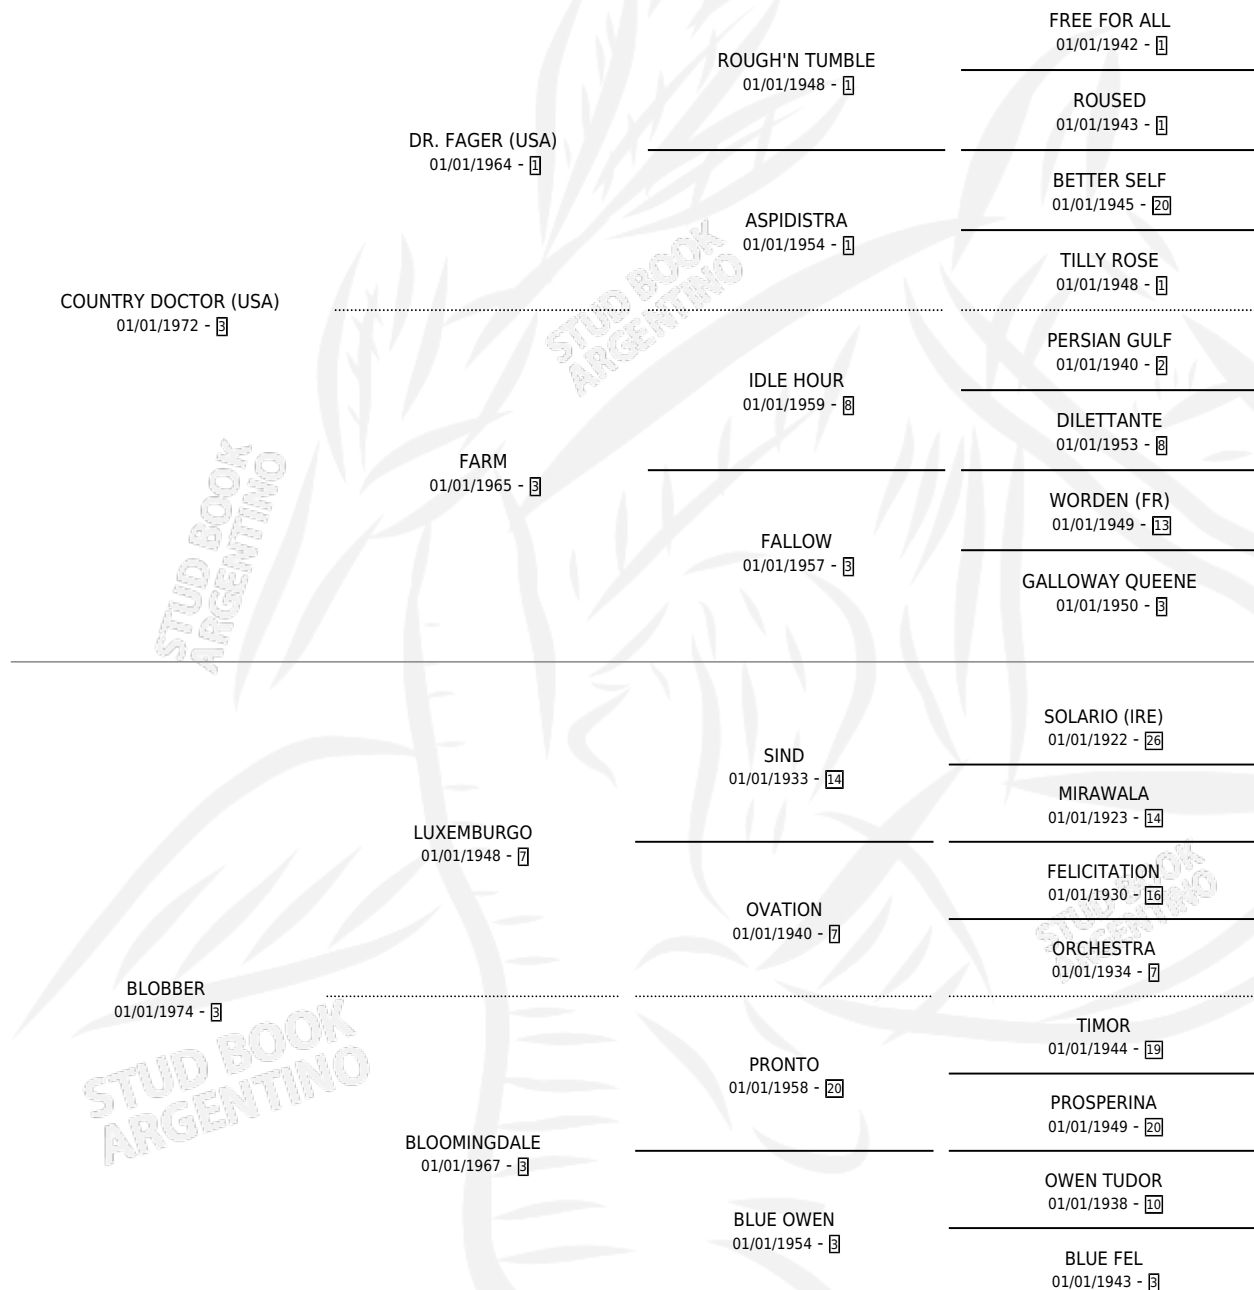 FREE FOR ALL
01/01/1942 - 1
ROUGH'N TUMBLE
01/01/1948 - 1
ROUSED
01/01/1943 - 1
DR. FAGER (USA)
01/01/1964 - 1
BETTER SELF
01/01/1945 - 20
ASPIDISTRA
01/01/1954 - 1
TILLY ROSE
01/01/1948 - 1
COUNTRY DOCTOR (USA)
01/01/1972 - 3
PERSIAN GULF
01/01/1940 - 2
IDLE HOUR
01/01/1959 - 8
DILETTANTE
01/01/1953 - 8
FARM
01/01/1965 - 3
WORDEN (FR)
01/01/1949 - 13
FALLOW
01/01/1957 - 3
GALLOWAY QUEENE
01/01/1950 - 3
SOLARIO (IRE)
01/01/1922 - 26
SIND
01/01/1933 - 14
MIRAWALA
01/01/1923 - 14
LUXEMBURGO
01/01/1948 - 7
FELICITATION
01/01/1930 - 16
OVATION
01/01/1940 - 7
ORCHESTRA
01/01/1934 - 7
BLOBBER
01/01/1974 - 3
TIMOR
01/01/1944 - 19
PRONTO
01/01/1958 - 20
PROSPERINA
01/01/1949 - 20
BLOOMINGDALE
01/01/1967 - 3
OWEN TUDOR
01/01/1938 - 10
BLUE OWEN
01/01/1954 - 3
BLUE FEL
01/01/1943 - 3
STUD BOOK
ARGENTINO
STUD BOOK
ARGENTINO
STUD BOOK
ARGENTINO
STUD BOOK
ARGENTINO